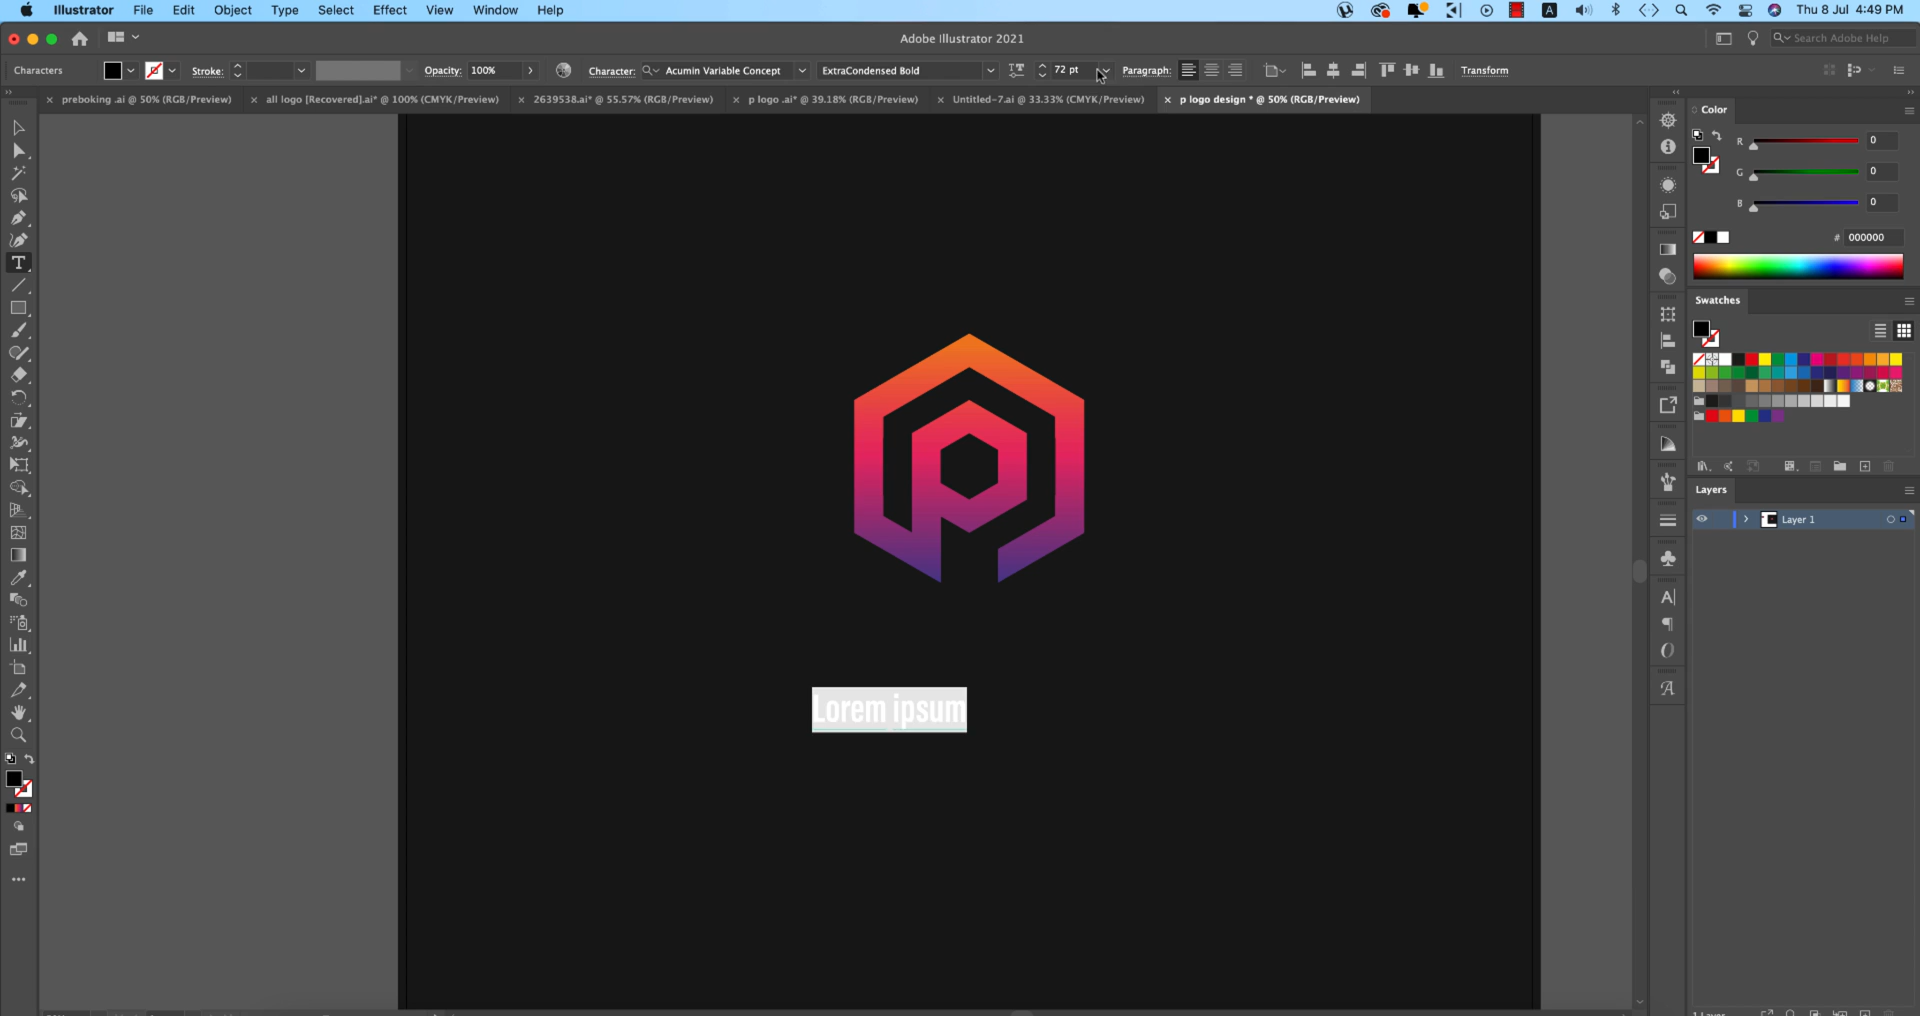 Illustrator File Edit Object Type Select Effect View Window Help
A Thu 8 Jul 4:49 PM
Adobe Illustrator 2021
Search Adobe Help
Characters Stroke: Opacity: 100% Character: Acumin Variable Concept ExtraCondensed Bold 72 pt Paragraph: Transform
preboking .ai @ 50% (RGB/Preview)
all logo [Recovered].ai* @ 100% (CMYK/Preview)
2639538.ai* @ 55.57% (RGB/Preview)
p logo .ai* @ 39.18% (RGB/Preview)
Untitled-7.ai @ 33.33% (CMYK/Preview)
p logo design * @ 50% (RGB/Preview)
Color
R 0
G 0
B 0
# 000000
Swatches
Layers
Layer 1
Lorem ipsum
1 Layer